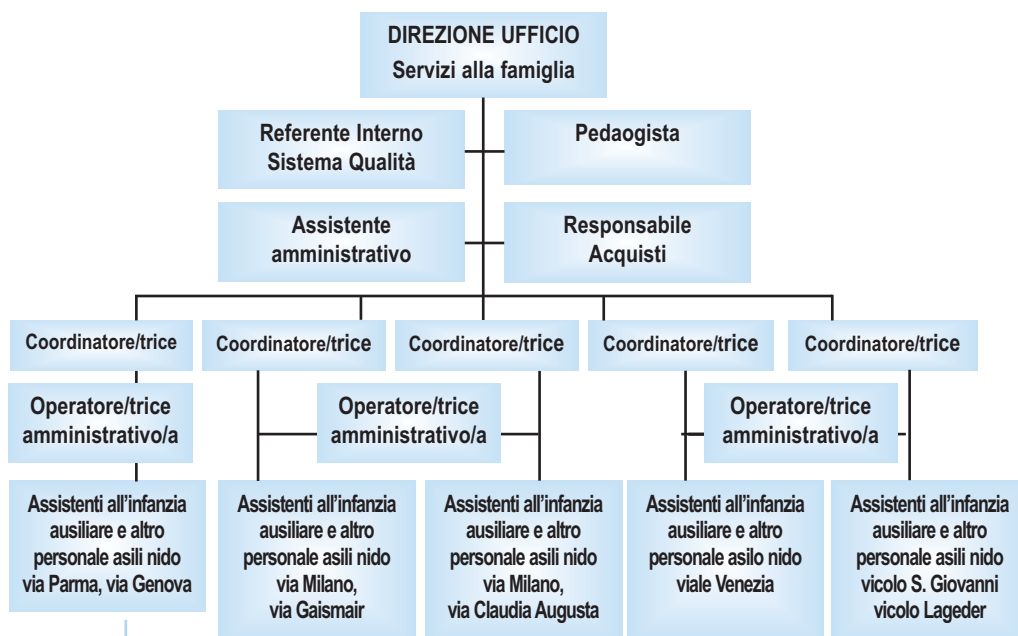 DIREZIONE UFFICIO
Servizi alla famiglia
Referente Interno
Sistema Qualità
Pedaogista
Assistente
amministrativo
Responsabile
Acquisti
Coordinatore/trice
Coordinatore/trice
Coordinatore/trice
Coordinatore/trice
Coordinatore/trice
Operatore/trice
amministrativo/a
Operatore/trice
amministrativo/a
Operatore/trice
amministrativo/a
Assistenti all'infanzia
ausiliare e altro
personale asili nido
via Parma, via Genova
Assistenti all'infanzia
ausiliare e altro
personale asili nido
via Milano,
via Gaismair
Assistenti all'infanzia
ausiliare e altro
personale asili nido
via Milano,
via Claudia Augusta
Assistenti all'infanzia
ausiliare e altro
personale asilo nido
viale Venezia
Assistenti all'infanzia
ausiliare e altro
personale asili nido
vicolo S. Giovanni
vicolo Lageder